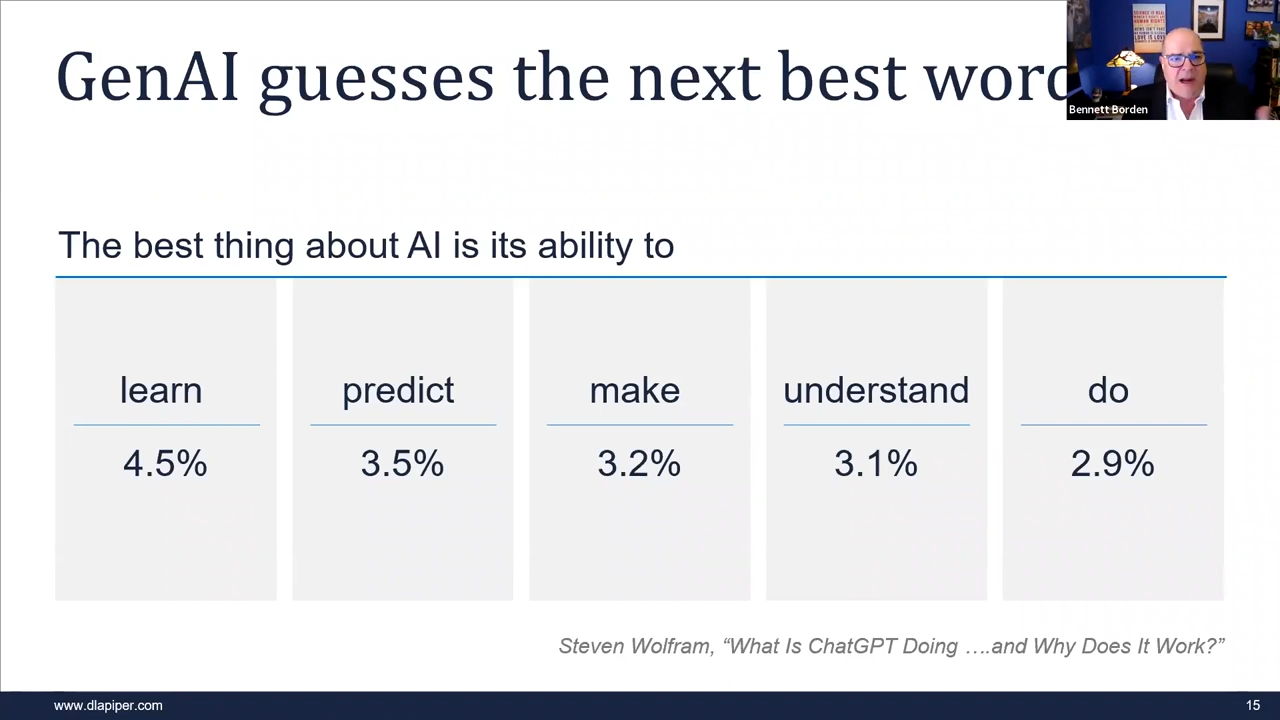 GenAI guesses the next best word
Bennett Borden
The best thing about AI is its ability to
learn
4.5%
predict
3.5%
make
3.2%
understand
3.1%
do
2.9%
Steven Wolfram, “What Is ChatGPT Doing ….and Why Does It Work?”
www.dlapiper.com
15